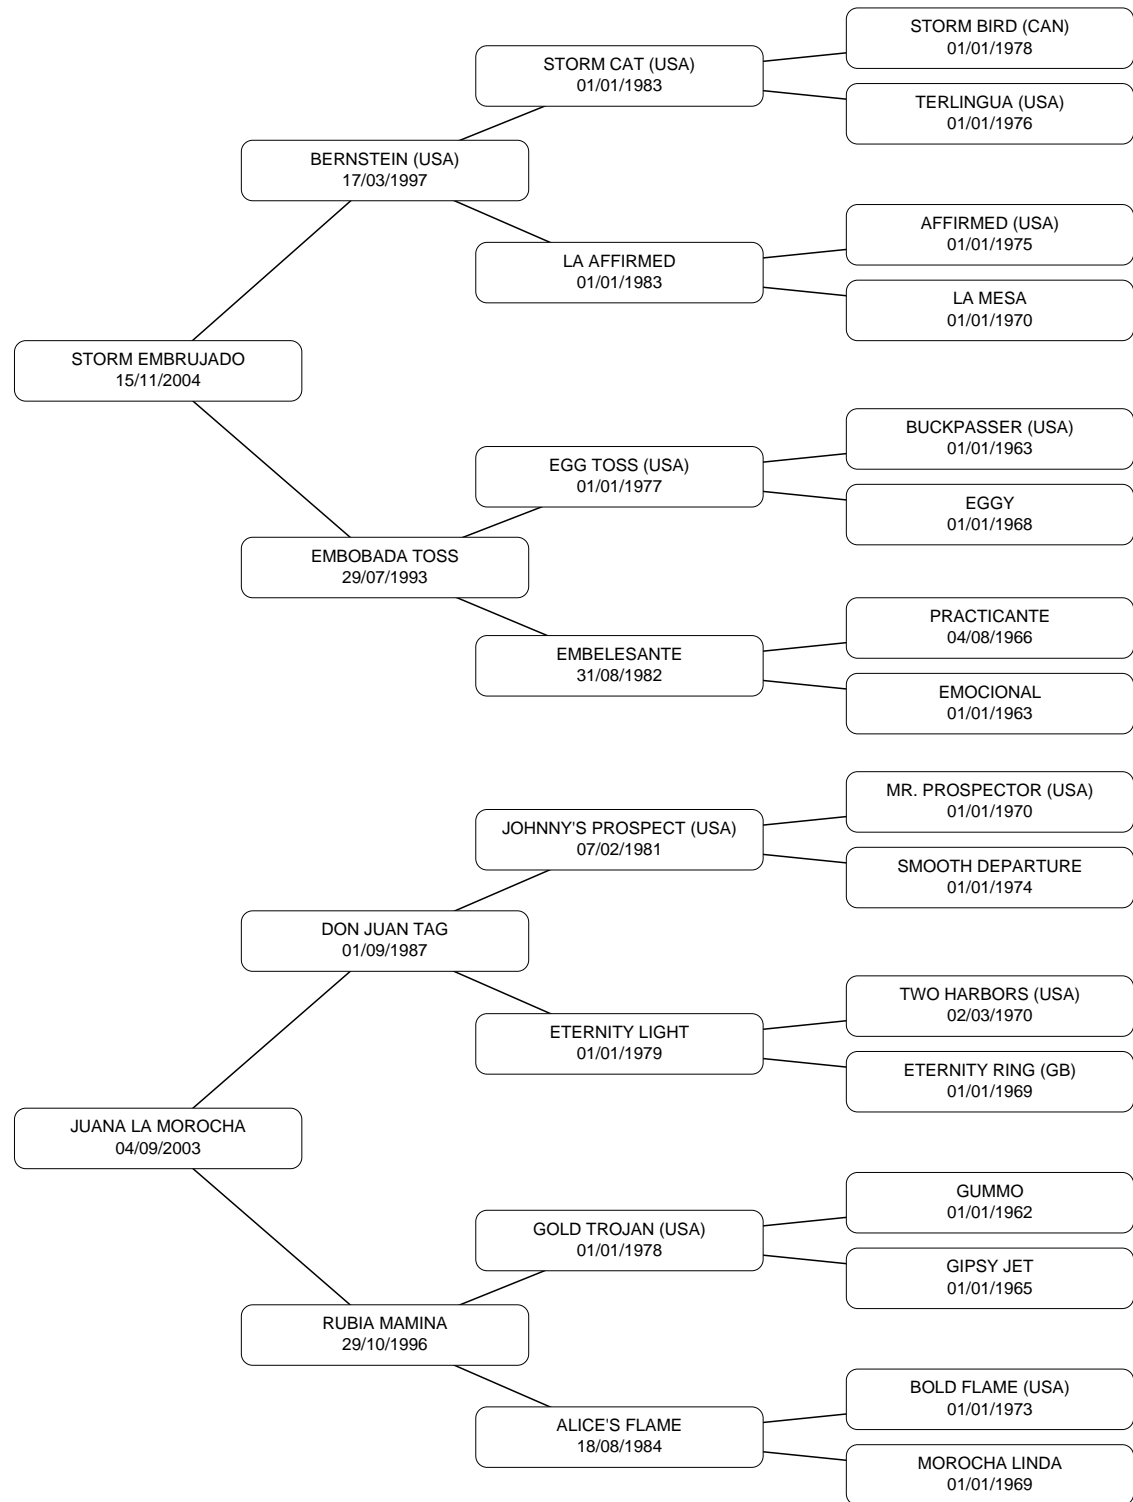 STORM BIRD (CAN)
01/01/1978
STORM CAT (USA)
01/01/1983
TERLINGUA (USA)
01/01/1976
BERNSTEIN (USA)
17/03/1997
AFFIRMED (USA)
01/01/1975
LA AFFIRMED
01/01/1983
LA MESA
01/01/1970
STORM EMBRUJADO
15/11/2004
BUCKPASSER (USA)
01/01/1963
EGG TOSS (USA)
01/01/1977
EGGY
01/01/1968
EMBOBADA TOSS
29/07/1993
PRACTICANTE
04/08/1966
EMBELESANTE
31/08/1982
EMOCIONAL
01/01/1963
MR. PROSPECTOR (USA)
01/01/1970
JOHNNY'S PROSPECT (USA)
07/02/1981
SMOOTH DEPARTURE
01/01/1974
DON JUAN TAG
01/09/1987
TWO HARBORS (USA)
02/03/1970
ETERNITY LIGHT
01/01/1979
ETERNITY RING (GB)
01/01/1969
JUANA LA MOROCHA
04/09/2003
GUMMO
01/01/1962
GOLD TROJAN (USA)
01/01/1978
GIPSY JET
01/01/1965
RUBIA MAMINA
29/10/1996
BOLD FLAME (USA)
01/01/1973
ALICE'S FLAME
18/08/1984
MOROCHA LINDA
01/01/1969